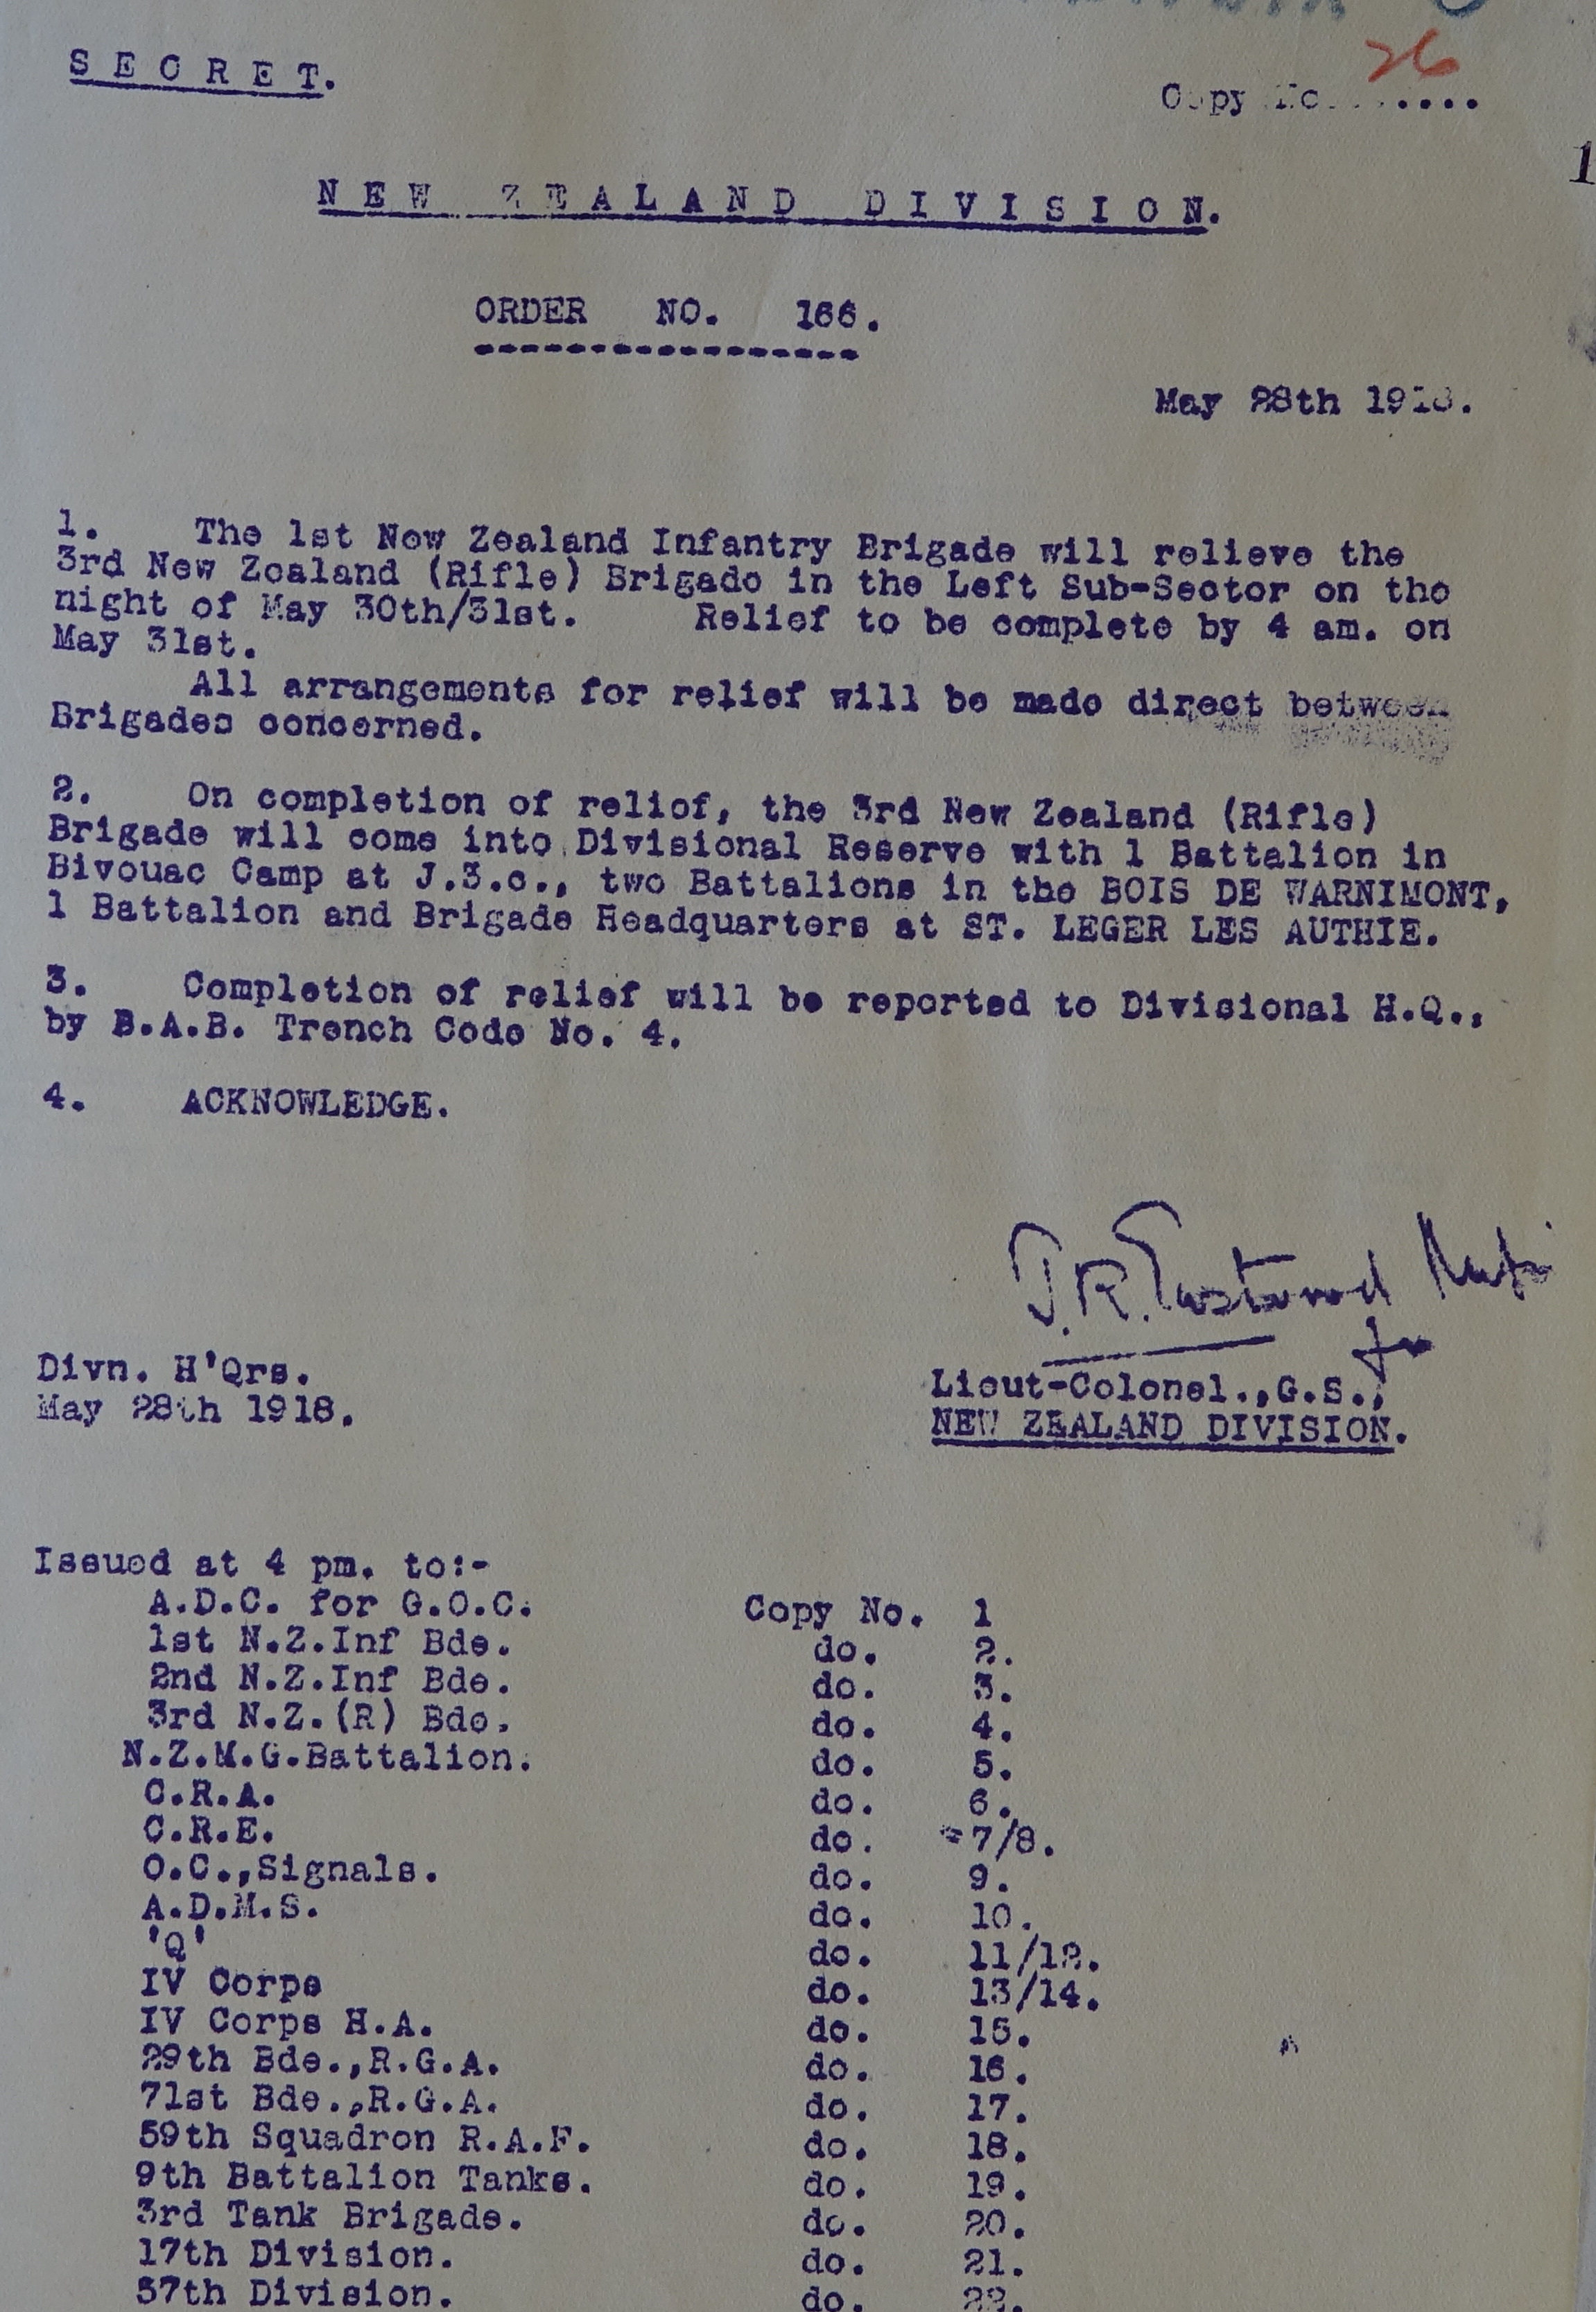 SECRET.
26
Copy No.......
1
NEW ZEALAND DIVISION.
ORDER NO. 166.
-----------------
May 28th 1918.
1. The 1st New Zealand Infantry Brigade will relieve the
3rd New Zealand (Rifle) Brigade in the Left Sub-Sector on the
night of May 30th/31st. Relief to be complete by 4 am. on
May 31st.
All arrangements for relief will be made direct between
Brigades concerned.
2. On completion of relief, the 3rd New Zealand (Rifle)
Brigade will come into Divisional Reserve with 1 Battalion in
Bivouac Camp at J.3.c., two Battalions in the BOIS DE WARNIMONT,
1 Battalion and Brigade Headquarters at ST. LEGER LES AUTHIE.
3. Completion of relief will be reported to Divisional H.Q.,
by B.A.B. Trench Code No. 4.
4. ACKNOWLEDGE.
T.R. Eastwood Major
for
Divn. H'Qrs.
Lieut-Colonel.,G.S.,
May 28th 1918.
NEW ZEALAND DIVISION.
Issued at 4 pm. to:-
A.D.C. for G.O.C. Copy No. 1
1st N.Z.Inf Bde. do. 2.
2nd N.Z.Inf Bde. do. 3.
3rd N.Z.(R) Bde. do. 4.
N.Z.M.G.Battalion. do. 5.
C.R.A. do. 6.
C.R.E. do. 7/8.
O.C.,Signals. do. 9.
A.D.M.S. do. 10.
'Q' do. 11/12.
IV Corps do. 13/14.
IV Corps H.A. do. 15.
29th Bde.,R.G.A. do. 16.
71st Bde.,R.G.A. do. 17.
59th Squadron R.A.F. do. 18.
9th Battalion Tanks. do. 19.
3rd Tank Brigade. do. 20.
17th Division. do. 21.
57th Division. do. 22.